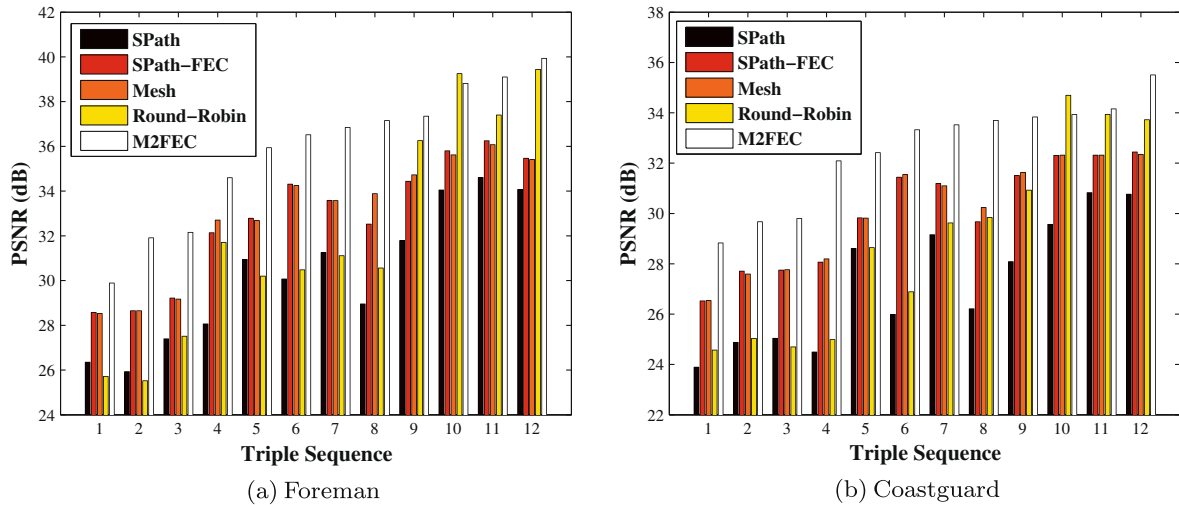 42
40
38
36
34
32
30
28
26
24
PSNR (dB)
SPath
SPath−FEC
Mesh
Round−Robin
M2FEC
1 2 3 4 5 6 7 8 9 10 11 12
Triple Sequence
(a) Foreman
38
36
34
32
30
28
26
24
22
PSNR (dB)
SPath
SPath−FEC
Mesh
Round−Robin
M2FEC
1 2 3 4 5 6 7 8 9 10 11 12
Triple Sequence
(b) Coastguard